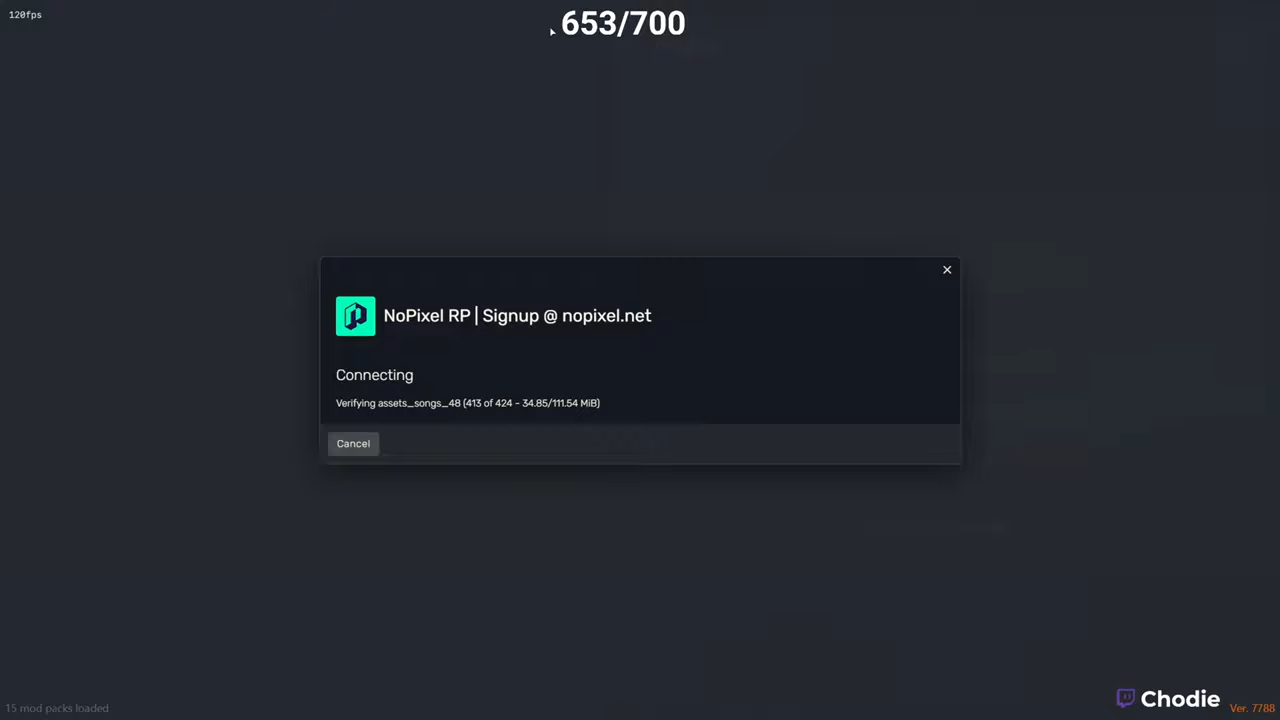 120fps
653/700
NoPixel RP | Signup @ nopixel.net
Connecting
Verifying assets_songs_48 (413 of 424 - 34.85/111.54 MiB)
Cancel
15 mod packs loaded
Chodie
Ver. 7788